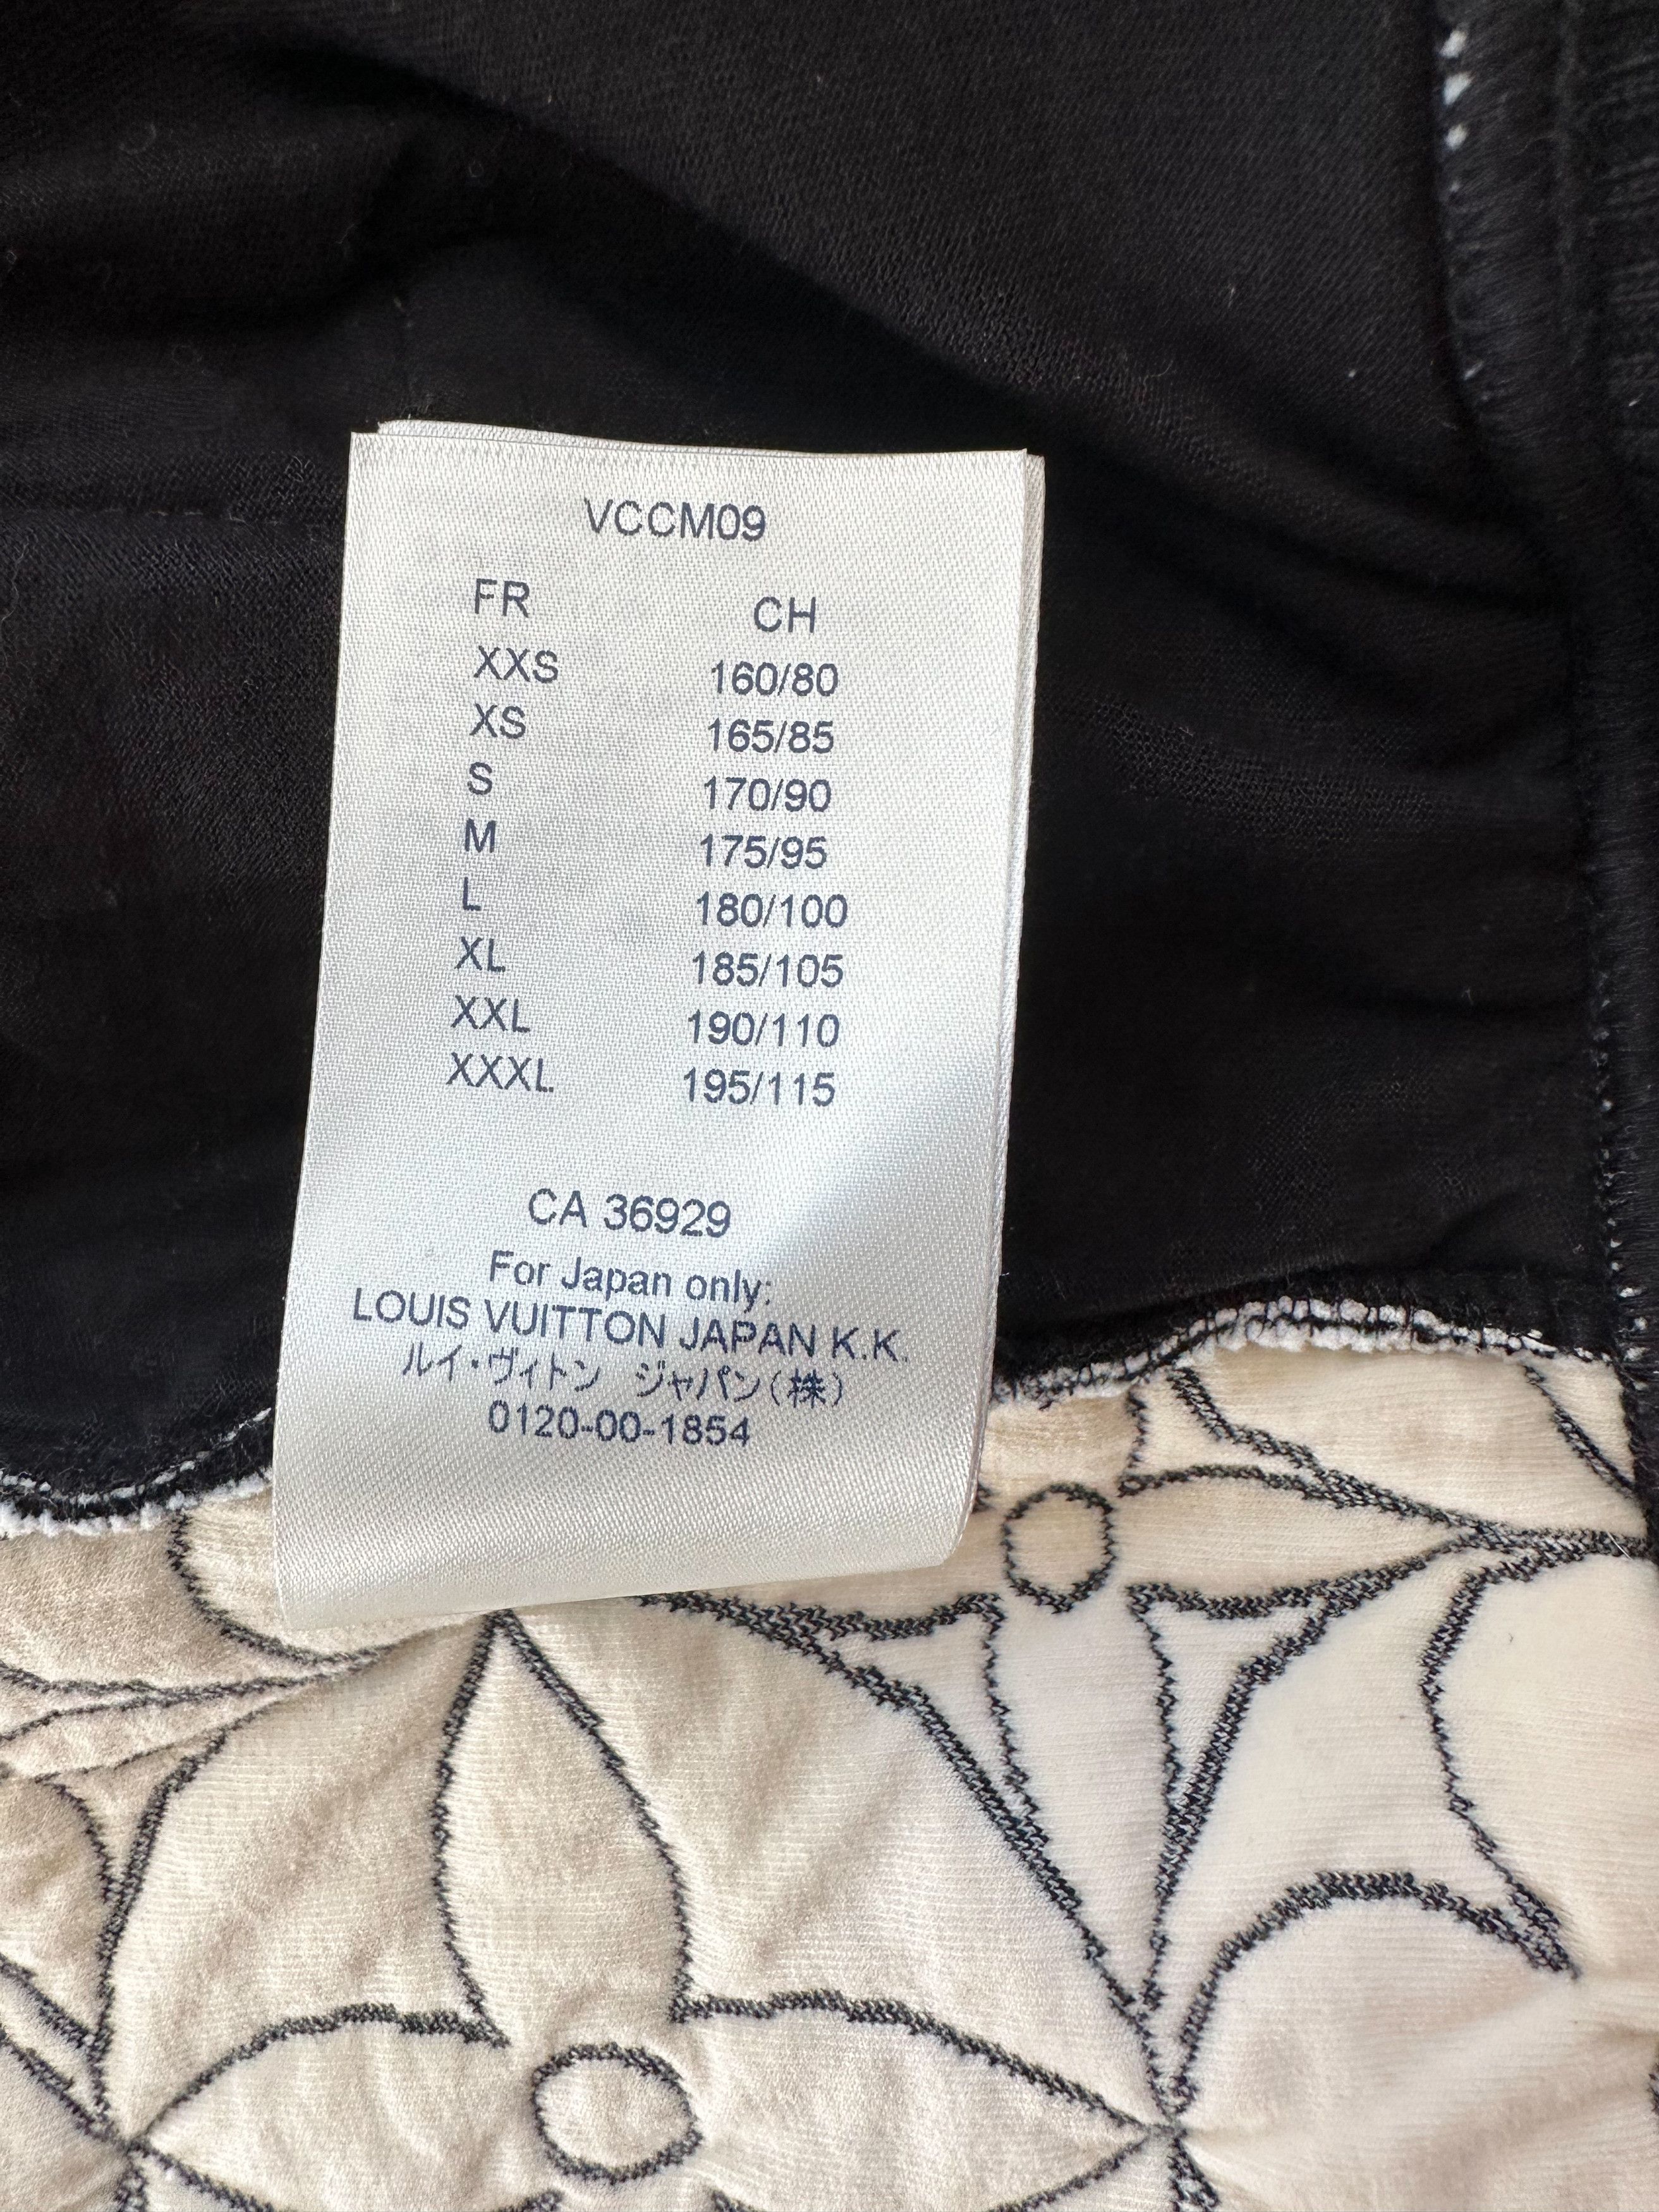 VCCM09
FR CH
XXS 160/80
XS 165/85
S 170/90
M 175/95
L 180/100
XL 185/105
XXL 190/110
XXXL 195/115
CA 36929
For Japan only:
LOUIS VUITTON JAPAN K.K.
ルイ・ヴィトン ジャパン(株)
0120-00-1854